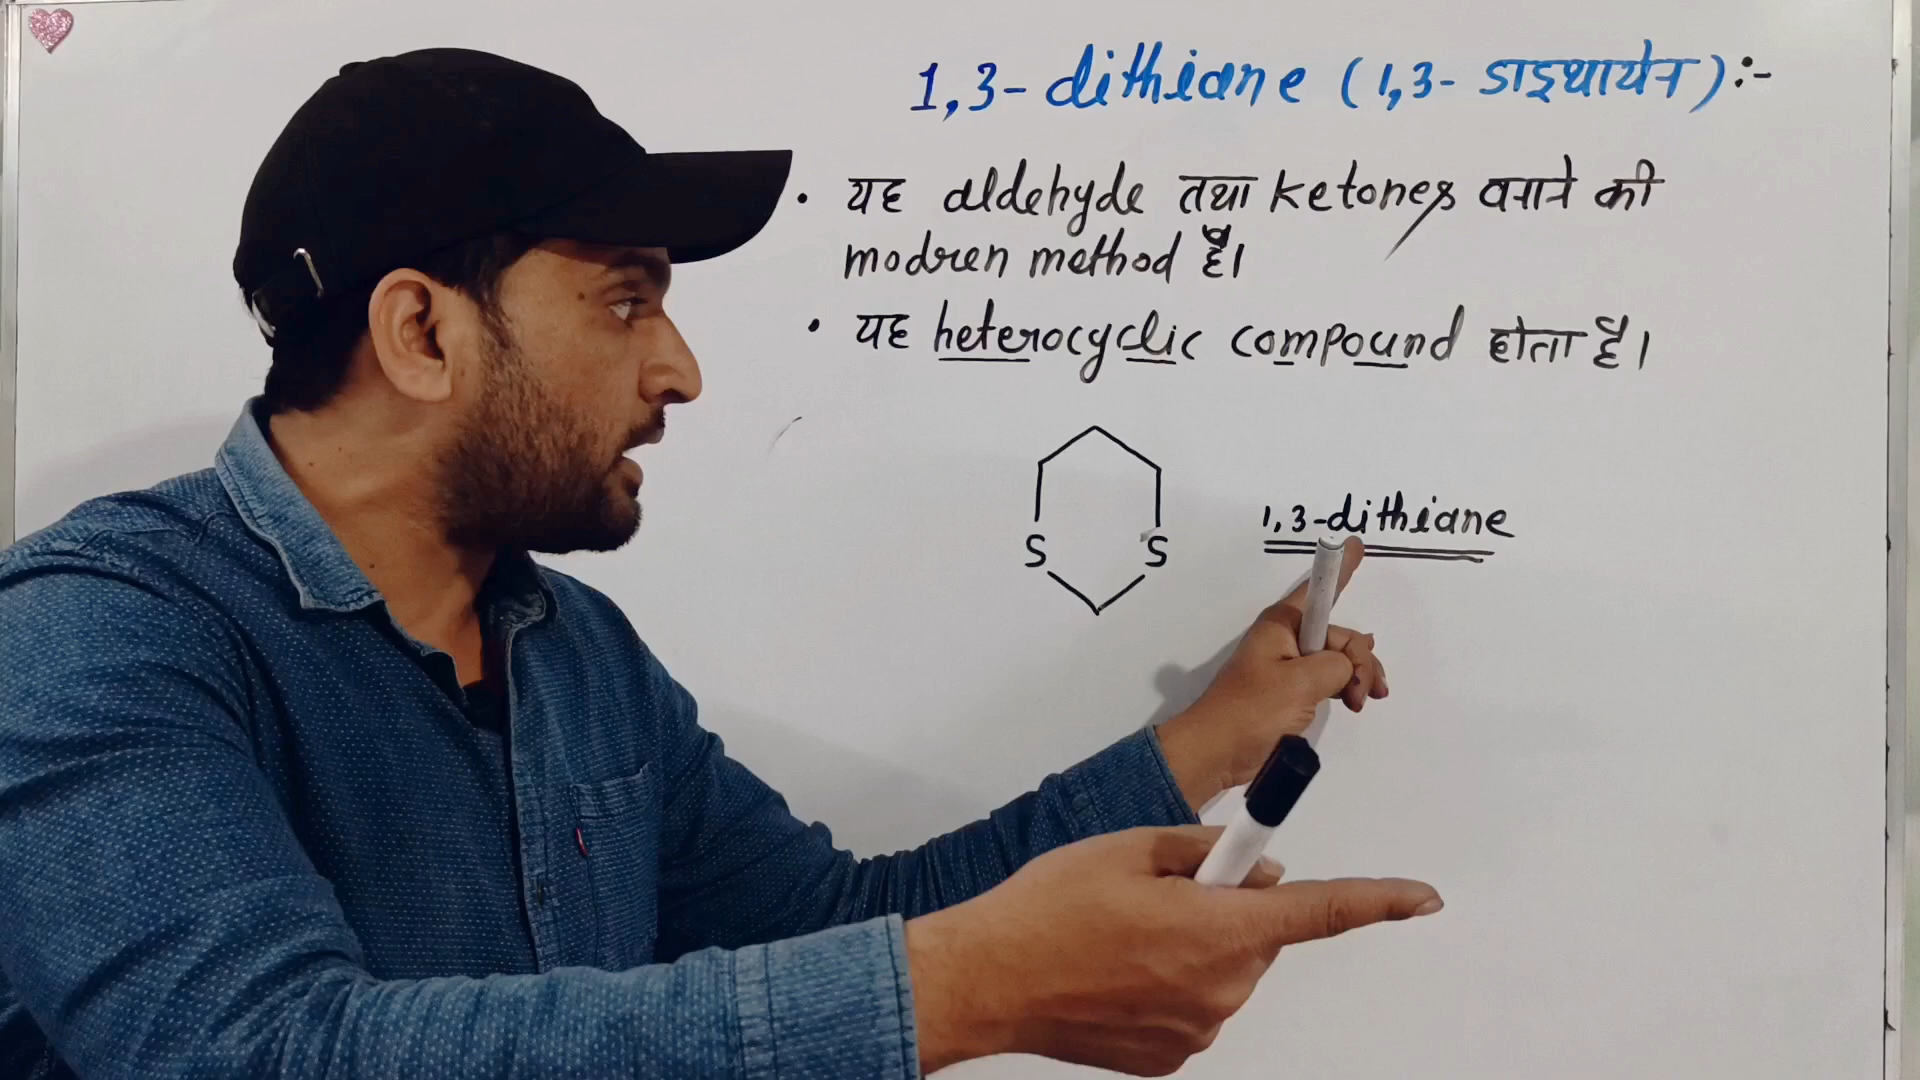 1,3- dithiane (1,3- डाइथायेन):-
• यह aldehyde तथा ketones बनाने की
modren method है।
• यह heterocyclic compound होता है।
S S
1,3-dithiane